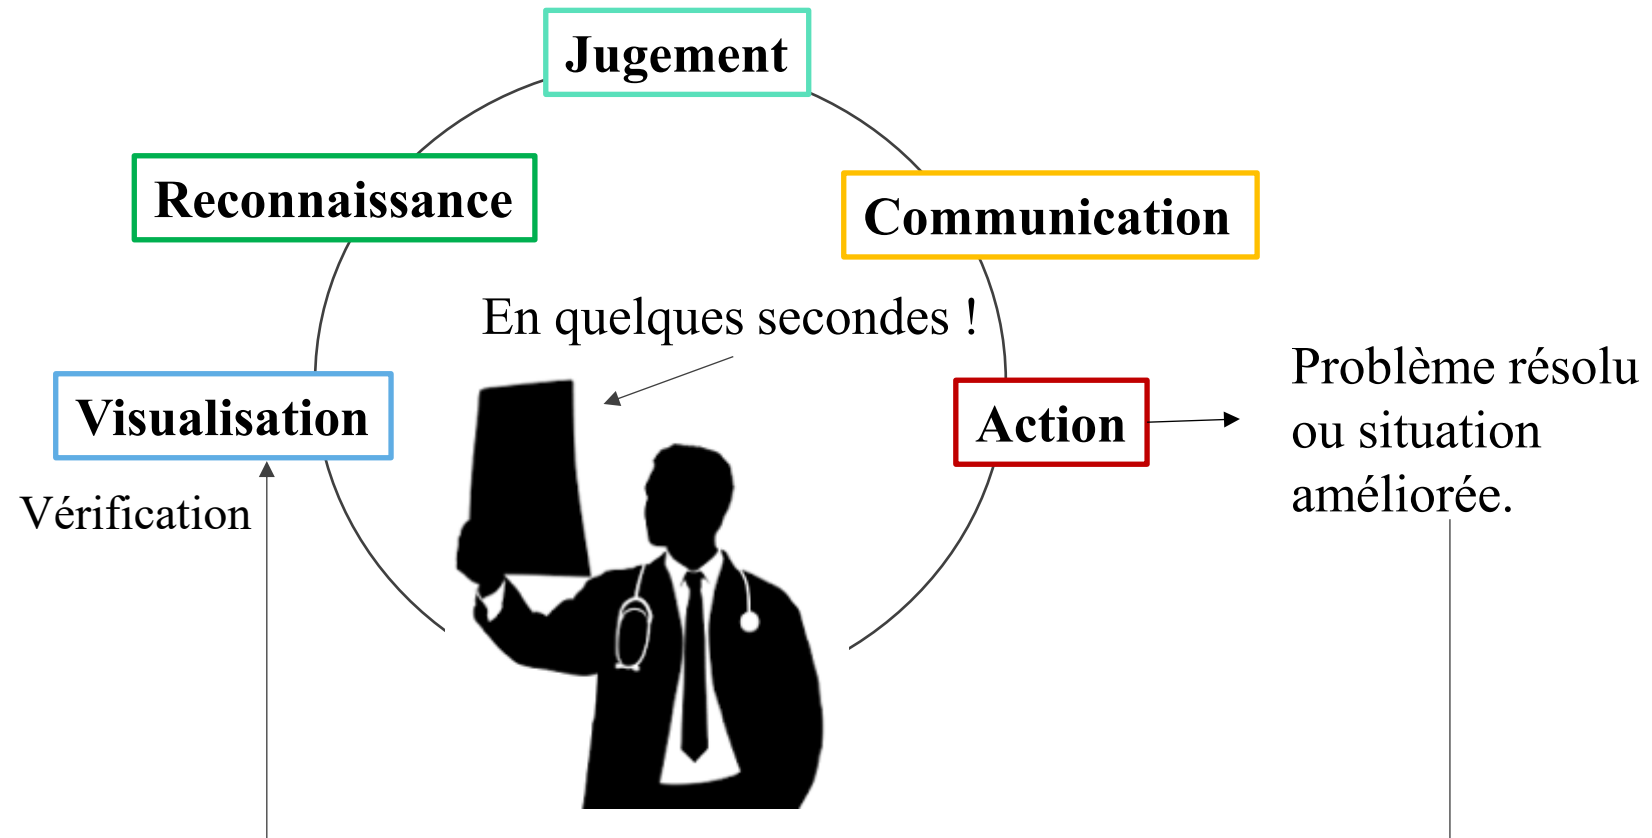 Jugement
Reconnaissance
Communication
En quelques secondes !
Visualisation
Action
Problème résolu
ou situation
améliorée.
Vérification